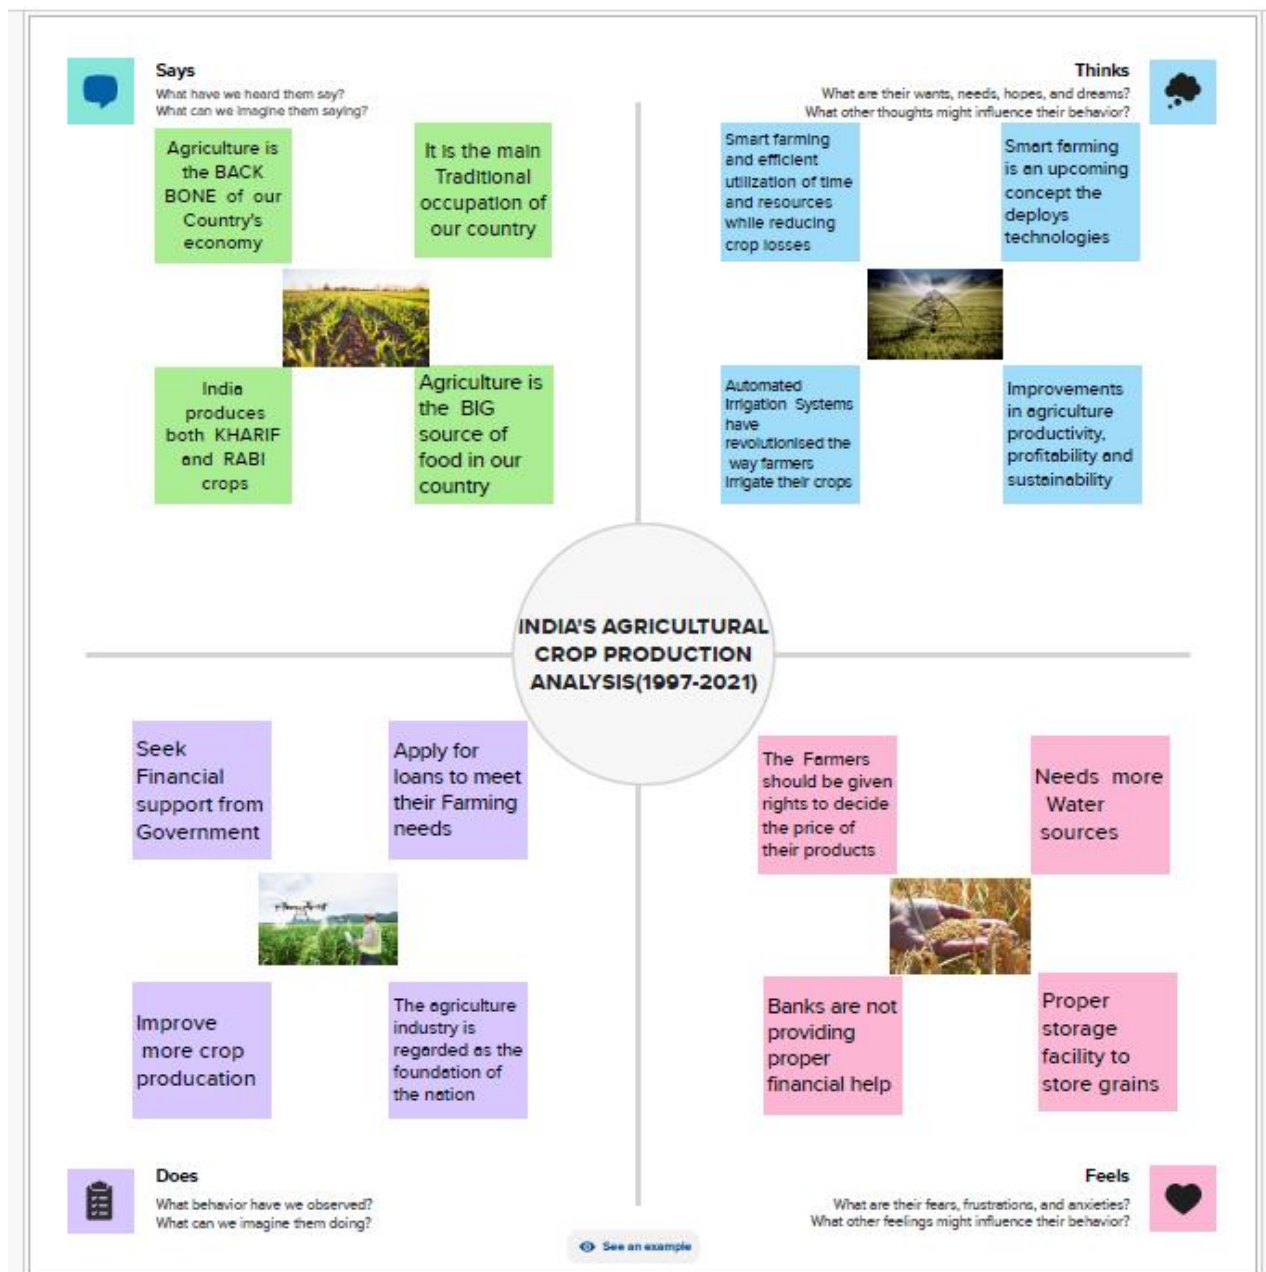 Says
What have we heard them say?
What can we imagine them saying?
Agriculture is
the BACK
BONE of our
Country's
economy
It is the main
Traditional
occupation of
our country
India
produces
both KHARIF
and RABI
crops
Agriculture is
the BIG
source of
food in our
country
Thinks
What are their wants, needs, hopes, and dreams?
What other thoughts might influence their behavior?
Smart farming
and efficient
utilization of time
and resources
while reducing
crop losses
Smart farming
is an upcoming
concept the
deploys
technologies
Automated
Irrigation Systems
have
revolutionised the
way farmers
irrigate their crops
Improvements
in agriculture
productivity,
profitability and
sustainability
INDIA'S AGRICULTURAL
CROP PRODUCTION
ANALYSIS(1997-2021)
Seek
Financial
support from
Government
Apply for
loans to meet
their Farming
needs
Improve
more crop
producation
The agriculture
industry is
regarded as the
foundation of
the nation
Does
What behavior have we observed?
What can we imagine them doing?
The Farmers
should be given
rights to decide
the price of
their products
Needs more
Water
sources
Banks are not
providing
proper
financial help
Proper
storage
facility to
store grains
Feels
What are their fears, frustrations, and anxieties?
What other feelings might influence their behavior?
See an example